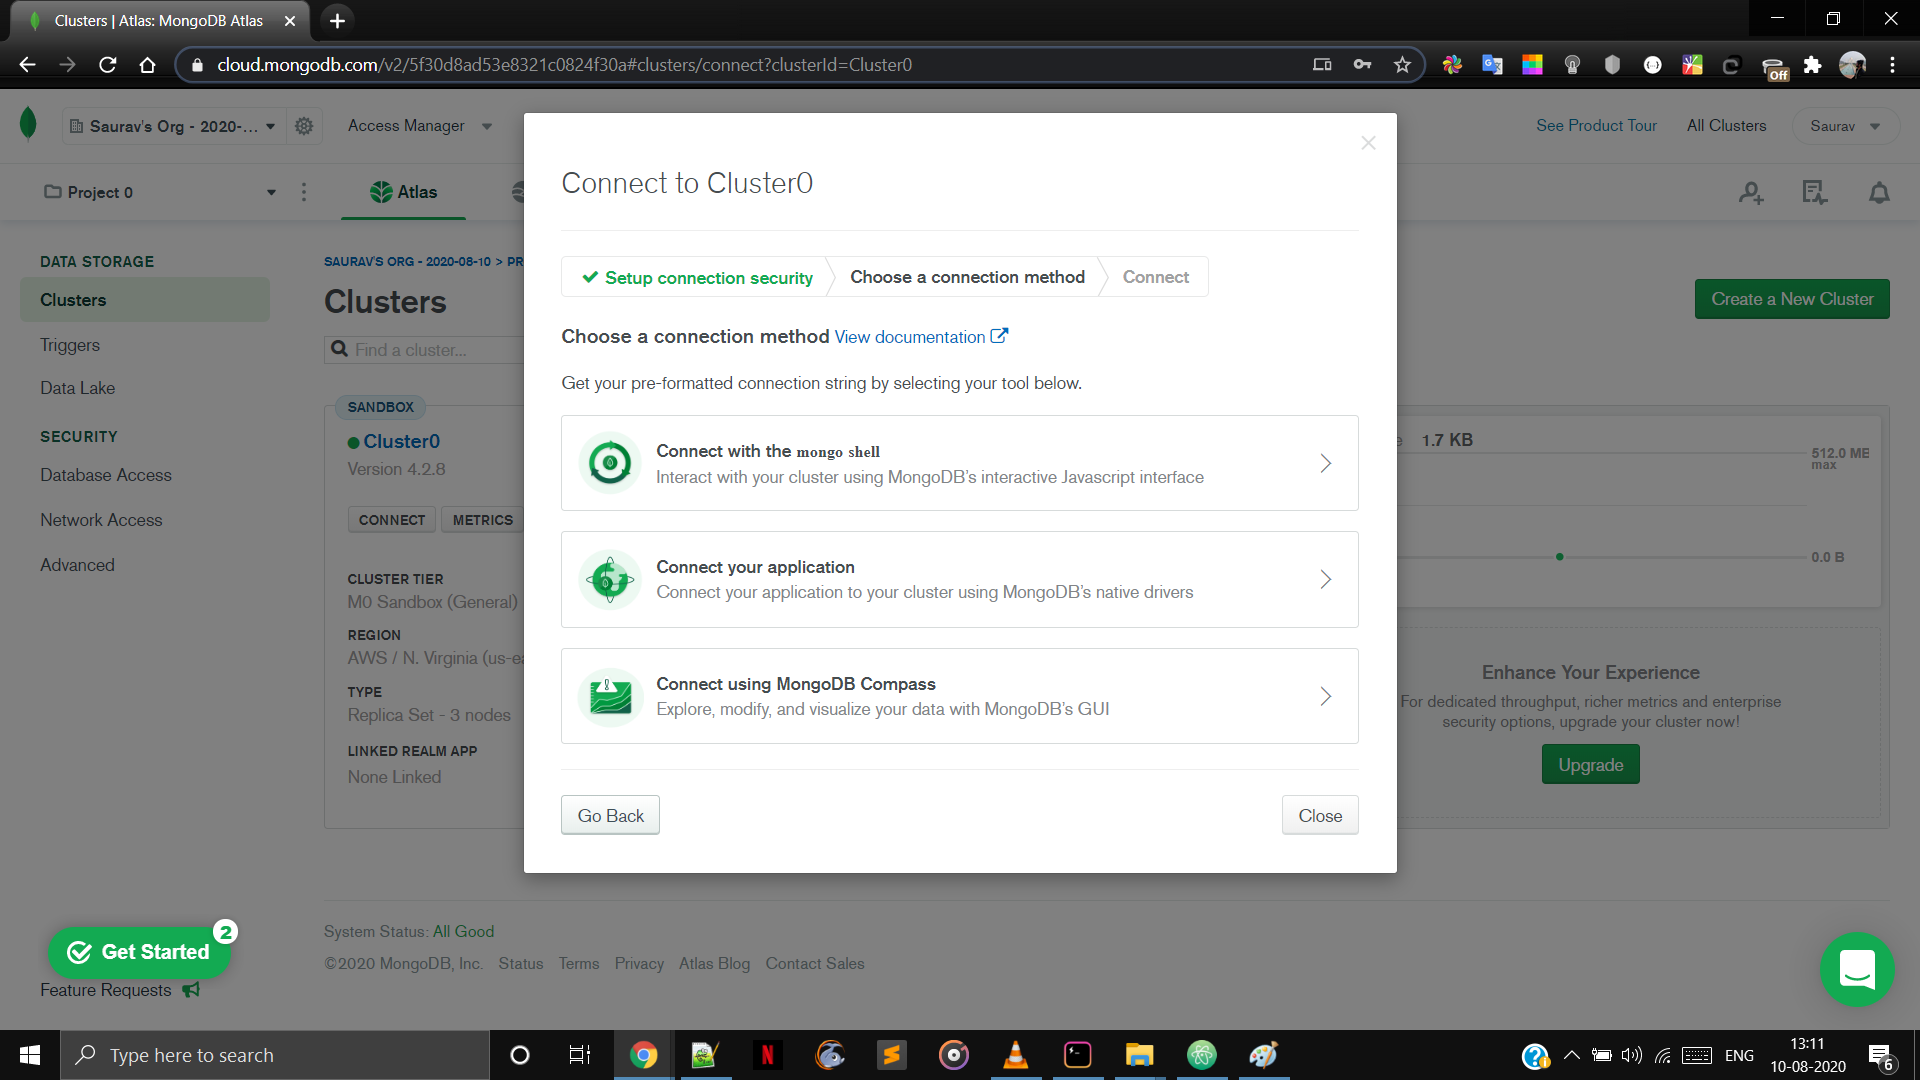 Clusters | Atlas: MongoDB Atlas
cloud.mongodb.com/v2/5f30d8ad53e8321c0824f30a#clusters/connect?clusterId=Cluster0
Off
Saurav's Org - 2020-...
Access Manager
See Product Tour
All Clusters
Saurav
Project 0
Atlas
DATA STORAGE
Clusters
Triggers
Data Lake
SECURITY
Database Access
Network Access
Advanced
SAURAV'S ORG - 2020-08-10 > PR
Clusters
Find a cluster...
Create a New Cluster
SANDBOX
Cluster0
Version 4.2.8
CONNECT
METRICS
CLUSTER TIER
M0 Sandbox (General)
REGION
AWS / N. Virginia (us-ea
TYPE
Replica Set - 3 nodes
LINKED REALM APP
None Linked
Connect to Cluster0
Setup connection security
Choose a connection method
Connect
Choose a connection method View documentation
Get your pre-formatted connection string by selecting your tool below.
Connect with the mongo shell
Interact with your cluster using MongoDB's interactive Javascript interface
Connect your application
Connect your application to your cluster using MongoDB's native drivers
Connect using MongoDB Compass
Explore, modify, and visualize your data with MongoDB's GUI
Go Back
Close
1.7 KB
512.0 MB
max
0.0 B
Enhance Your Experience
For dedicated throughput, richer metrics and enterprise
security options, upgrade your cluster now!
Upgrade
System Status: All Good
©2020 MongoDB, Inc.
Status
Terms
Privacy
Atlas Blog
Contact Sales
Get Started
2
Feature Requests
Type here to search
ENG
13:11
10-08-2020
6